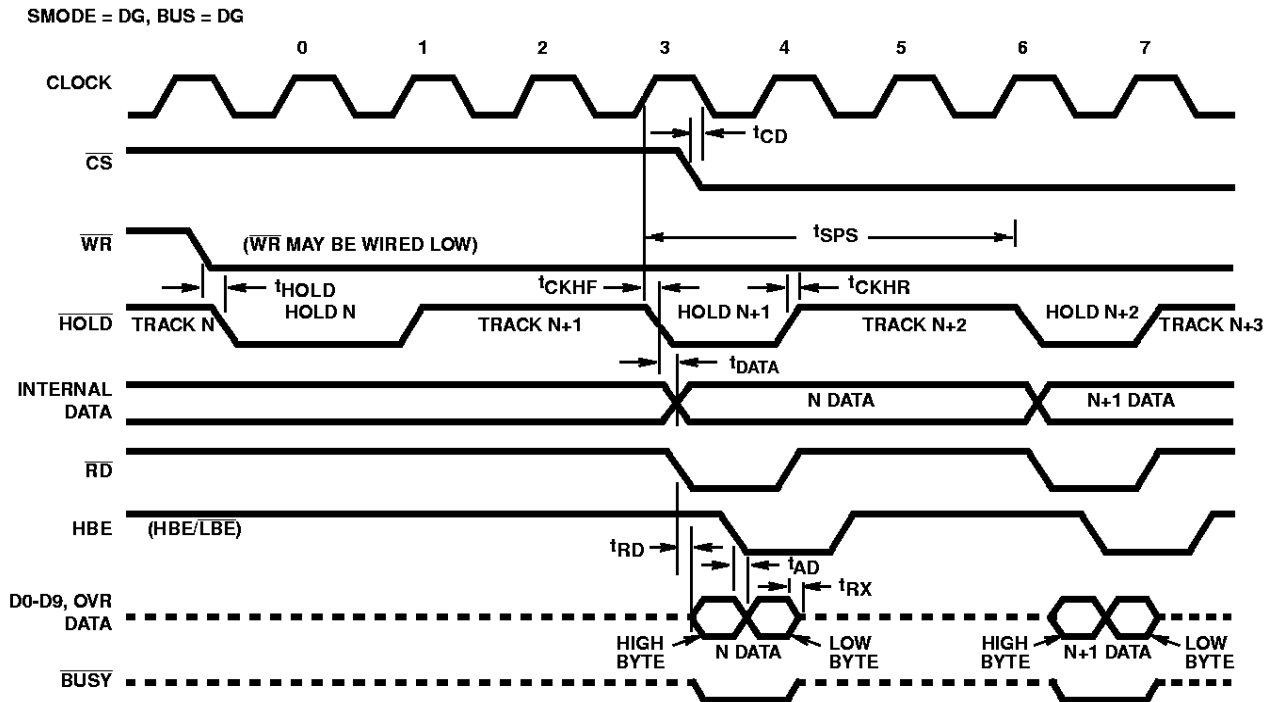 SMODE = DG, BUS = DG
0 1 2 3 4 5 6 7
CLOCK
tCD
CS
WR
(WR MAY BE WIRED LOW)
tSPS
tHOLD
tCKHF
tCKHR
HOLD
TRACK N
HOLD N
TRACK N+1
HOLD N+1
TRACK N+2
HOLD N+2
TRACK N+3
tDATA
INTERNAL
DATA
N DATA
N+1 DATA
RD
HBE
(HBE/LBE)
tRD
tAD
tRX
D0-D9, OVR
DATA
HIGH
BYTE
N DATA
LOW
BYTE
HIGH
BYTE
N+1 DATA
LOW
BYTE
BUSY